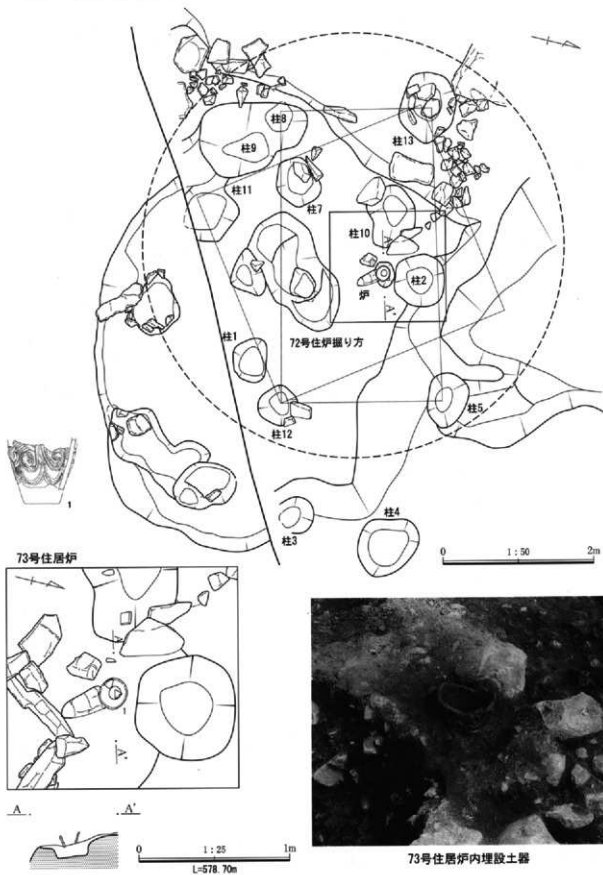 柱8
柱13
柱9
柱11
柱7
柱10
A
柱2
炉
A'
72号住炉掘り方
柱1
柱12
柱5
1
柱3
柱4
0 1:50 2m
73号住居炉
A
1
A'
A A'
0 1:25 1m
L=578.70m
73号住居炉内埋設土器